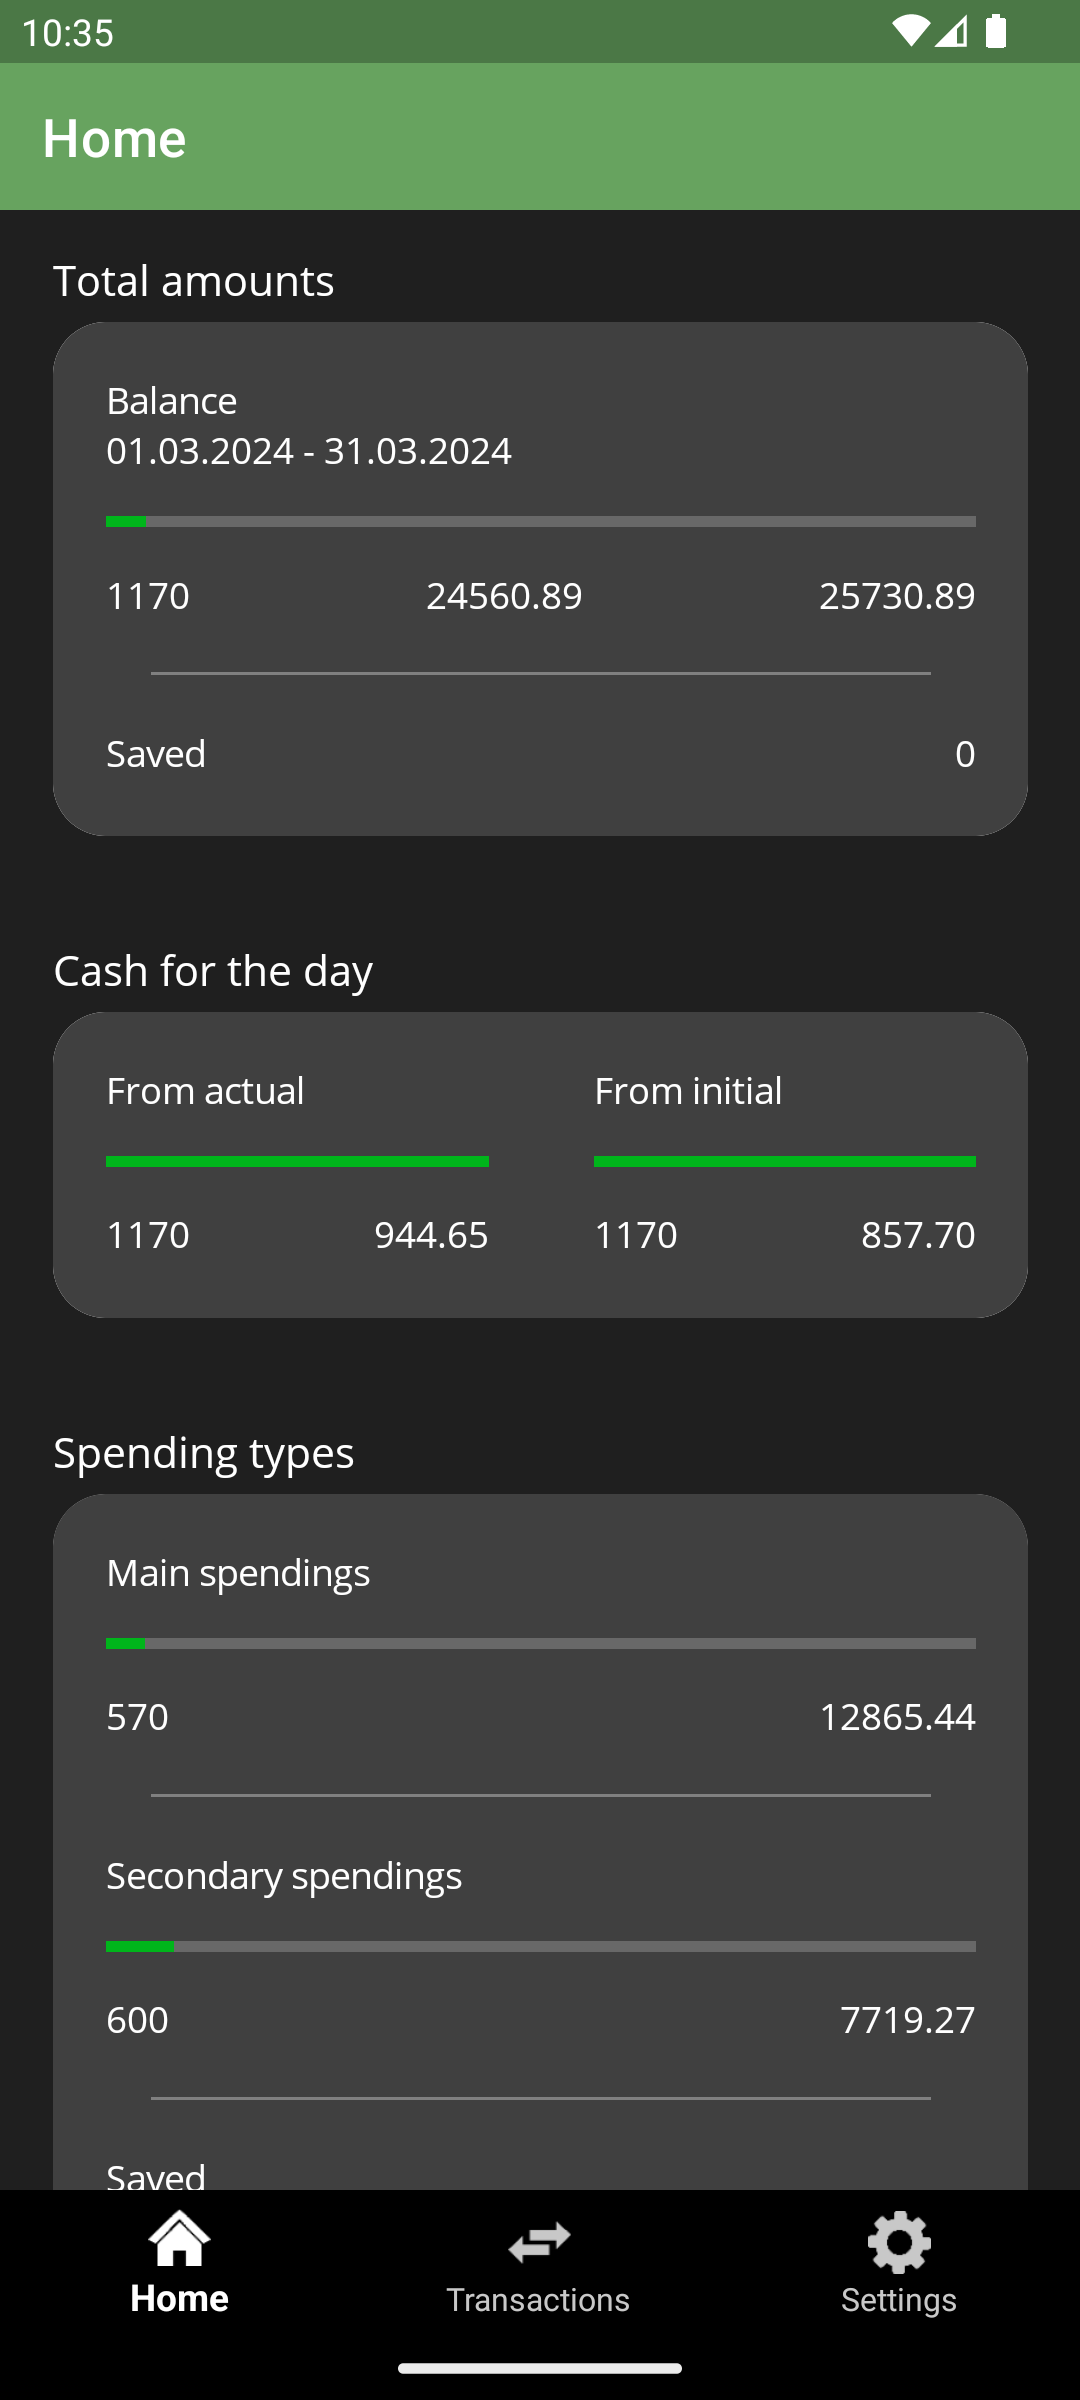 10:35
Home
Total amounts
Balance
01.03.2024 - 31.03.2024
1170 24560.89 25730.89
Saved 0
Cash for the day
From actual From initial
1170 944.65 1170 857.70
Spending types
Main spendings
570 12865.44
Secondary spendings
600 7719.27
Saved
Home Transactions Settings